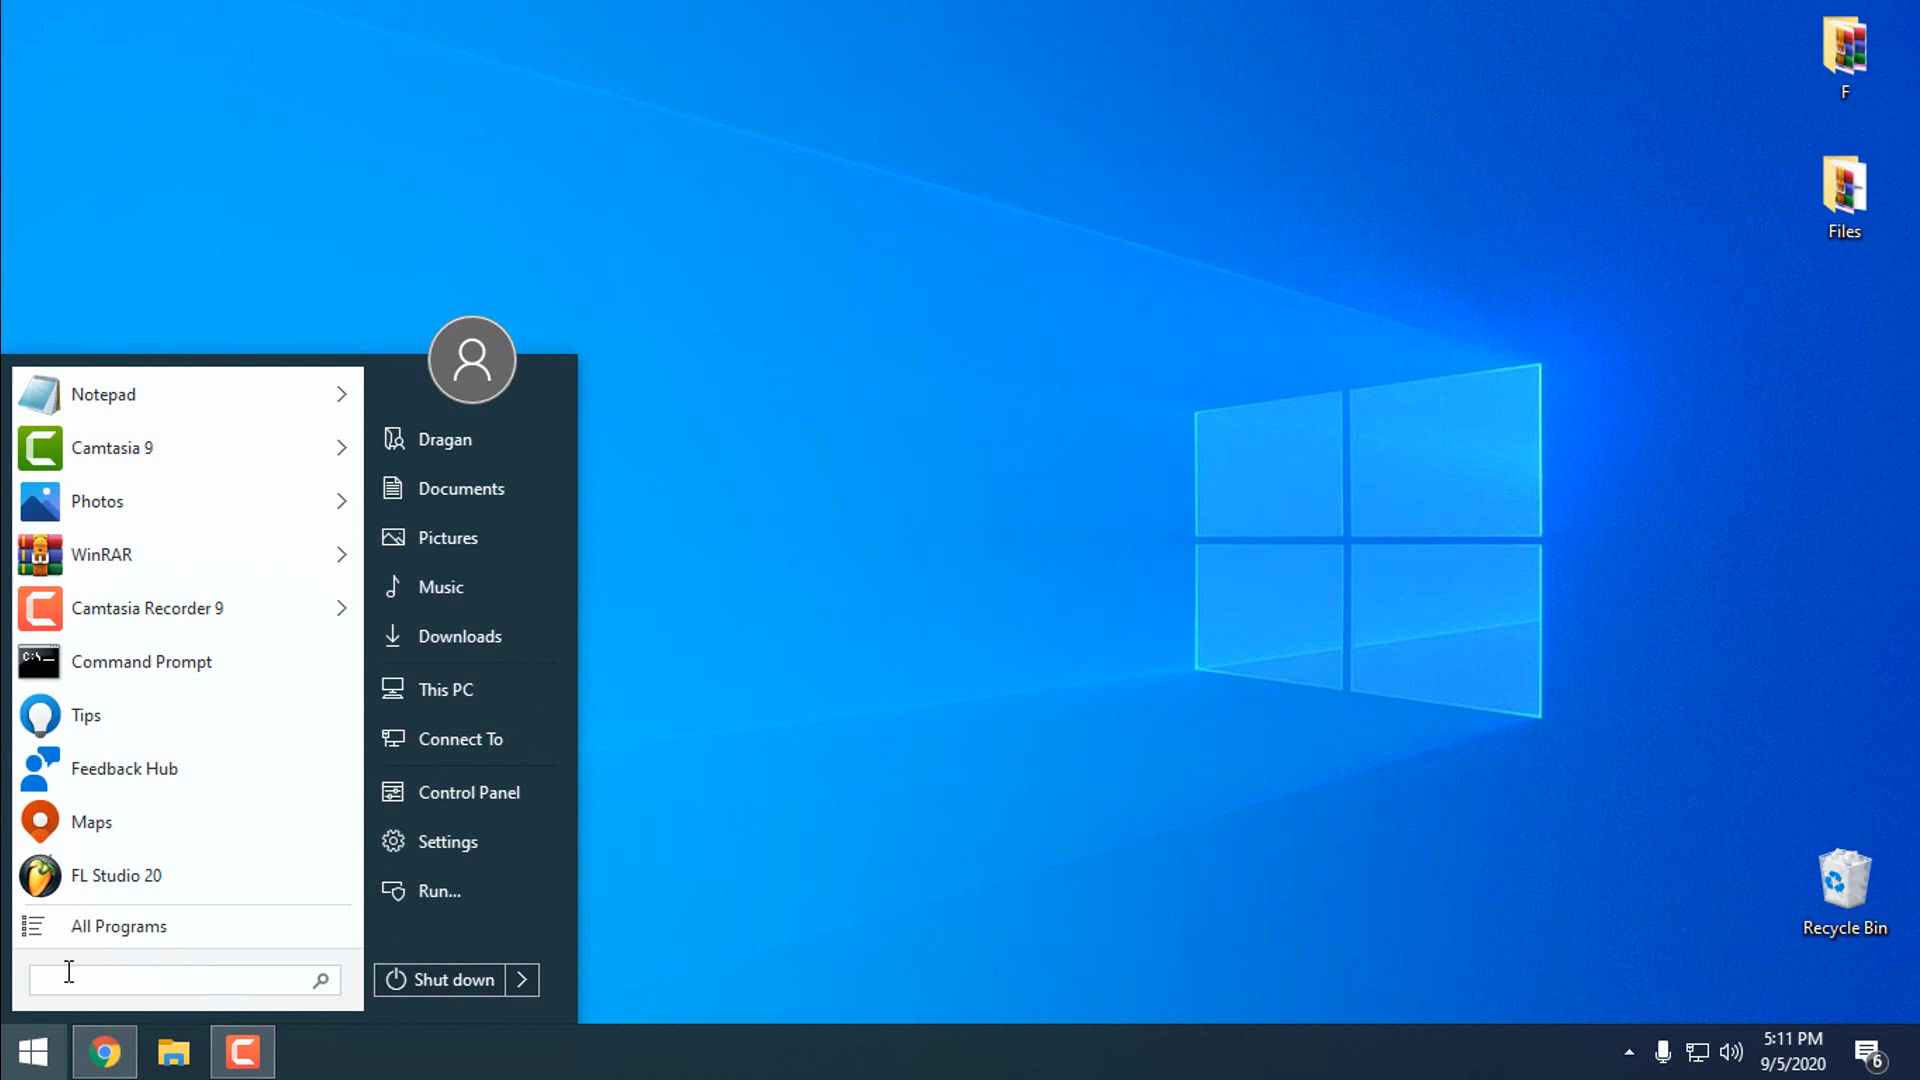 F
Files
Notepad
Camtasia 9
Photos
WinRAR
Camtasia Recorder 9
Command Prompt
Tips
Feedback Hub
Maps
FL Studio 20
All Programs
Dragan
Documents
Pictures
Music
Downloads
This PC
Connect To
Control Panel
Settings
Run...
Shut down
Recycle Bin
5:11 PM
9/5/2020
6